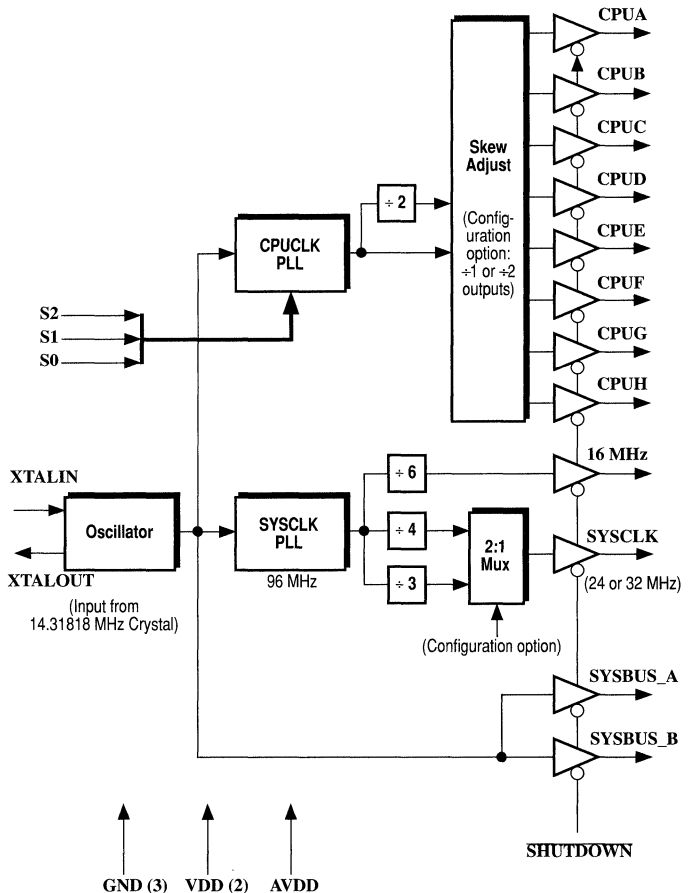 CPUA
CPUB
CPUC
CPUD
CPUE
CPUF
CPUG
CPUH
Skew
Adjust
(Config-
uration
option:
÷1 or ÷2
outputs)
÷ 2
CPUCLK
PLL
S2
S1
S0
16 MHz
÷ 6
XTALIN
Oscillator
XTALOUT
(Input from
14.31818 MHz Crystal)
SYSCLK
PLL
96 MHz
÷ 4
÷ 3
2:1
Mux
(Configuration option)
SYSCLK
(24 or 32 MHz)
SYSBUS_A
SYSBUS_B
SHUTDOWN
GND (3)
VDD (2)
AVDD